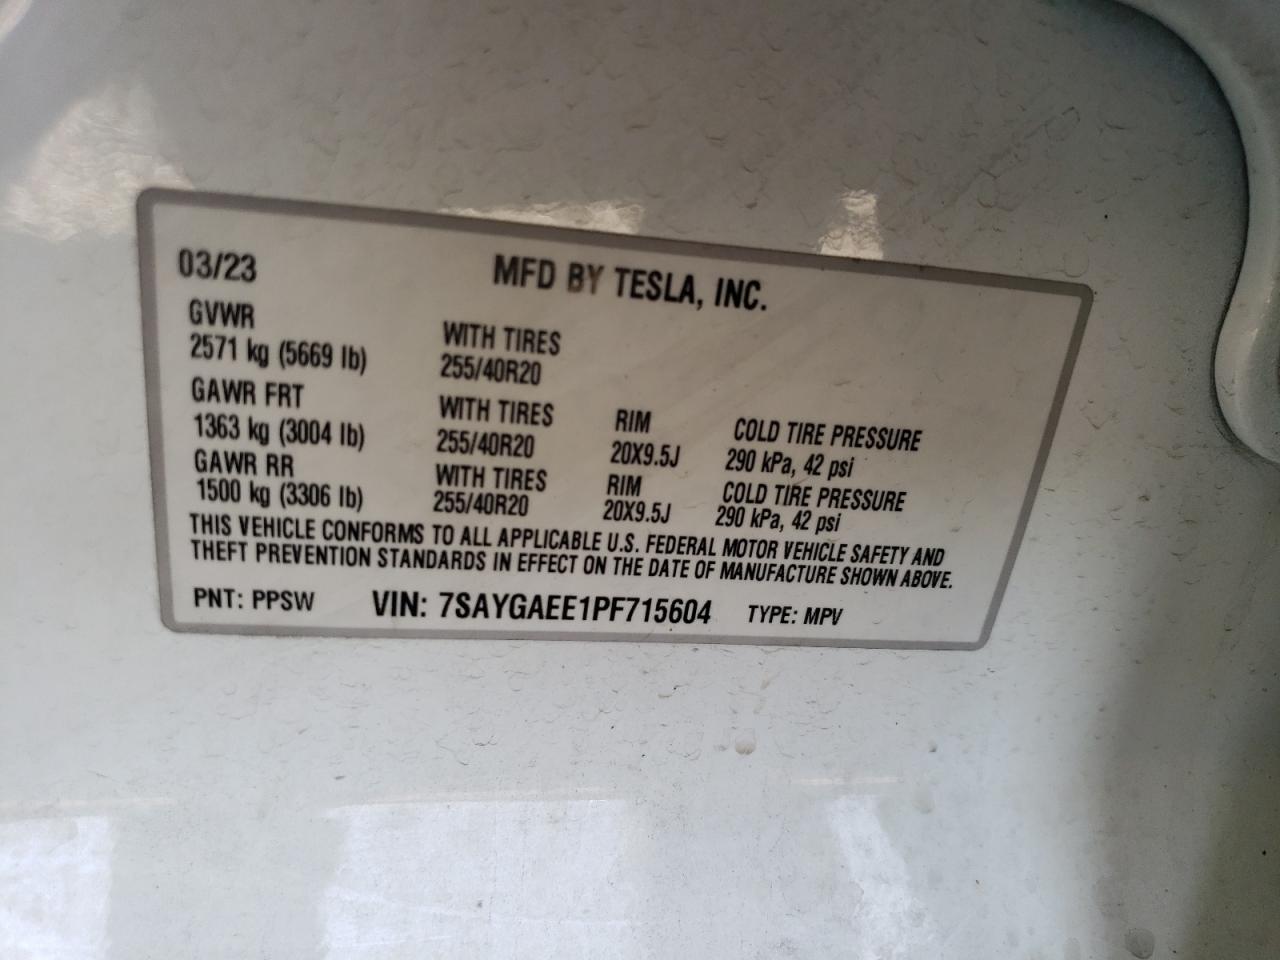 03/23 MFD BY TESLA, INC.
GVWR WITH TIRES
2571 kg (5669 lb) 255/40R20
GAWR FRT WITH TIRES RIM COLD TIRE PRESSURE
1363 kg (3004 lb) 255/40R20 20X9.5J 290 kPa, 42 psi
GAWR RR WITH TIRES RIM COLD TIRE PRESSURE
1500 kg (3306 lb) 255/40R20 20X9.5J 290 kPa, 42 psi
THIS VEHICLE CONFORMS TO ALL APPLICABLE U.S. FEDERAL MOTOR VEHICLE SAFETY AND
THEFT PREVENTION STANDARDS IN EFFECT ON THE DATE OF MANUFACTURE SHOWN ABOVE.
PNT: PPSW VIN: 7SAYGAEE1PF715604 TYPE: MPV